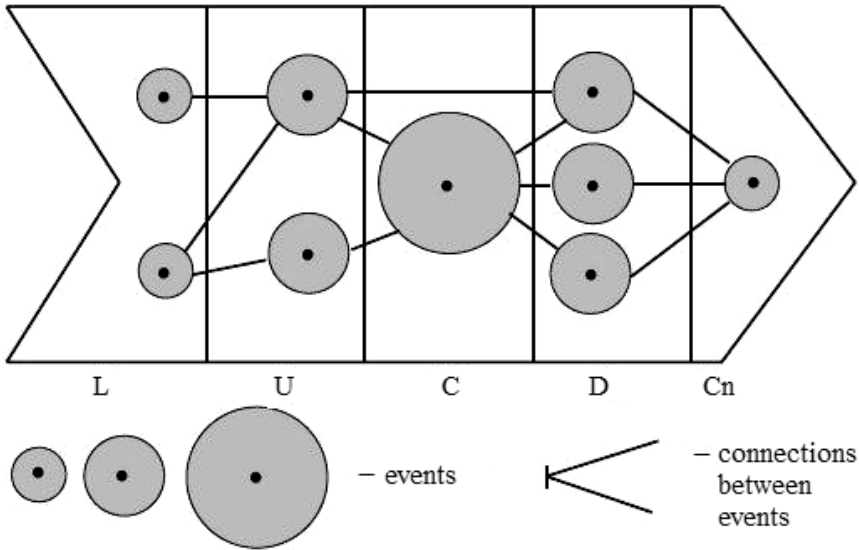 L U C D Cn
– events
– connections
between
events